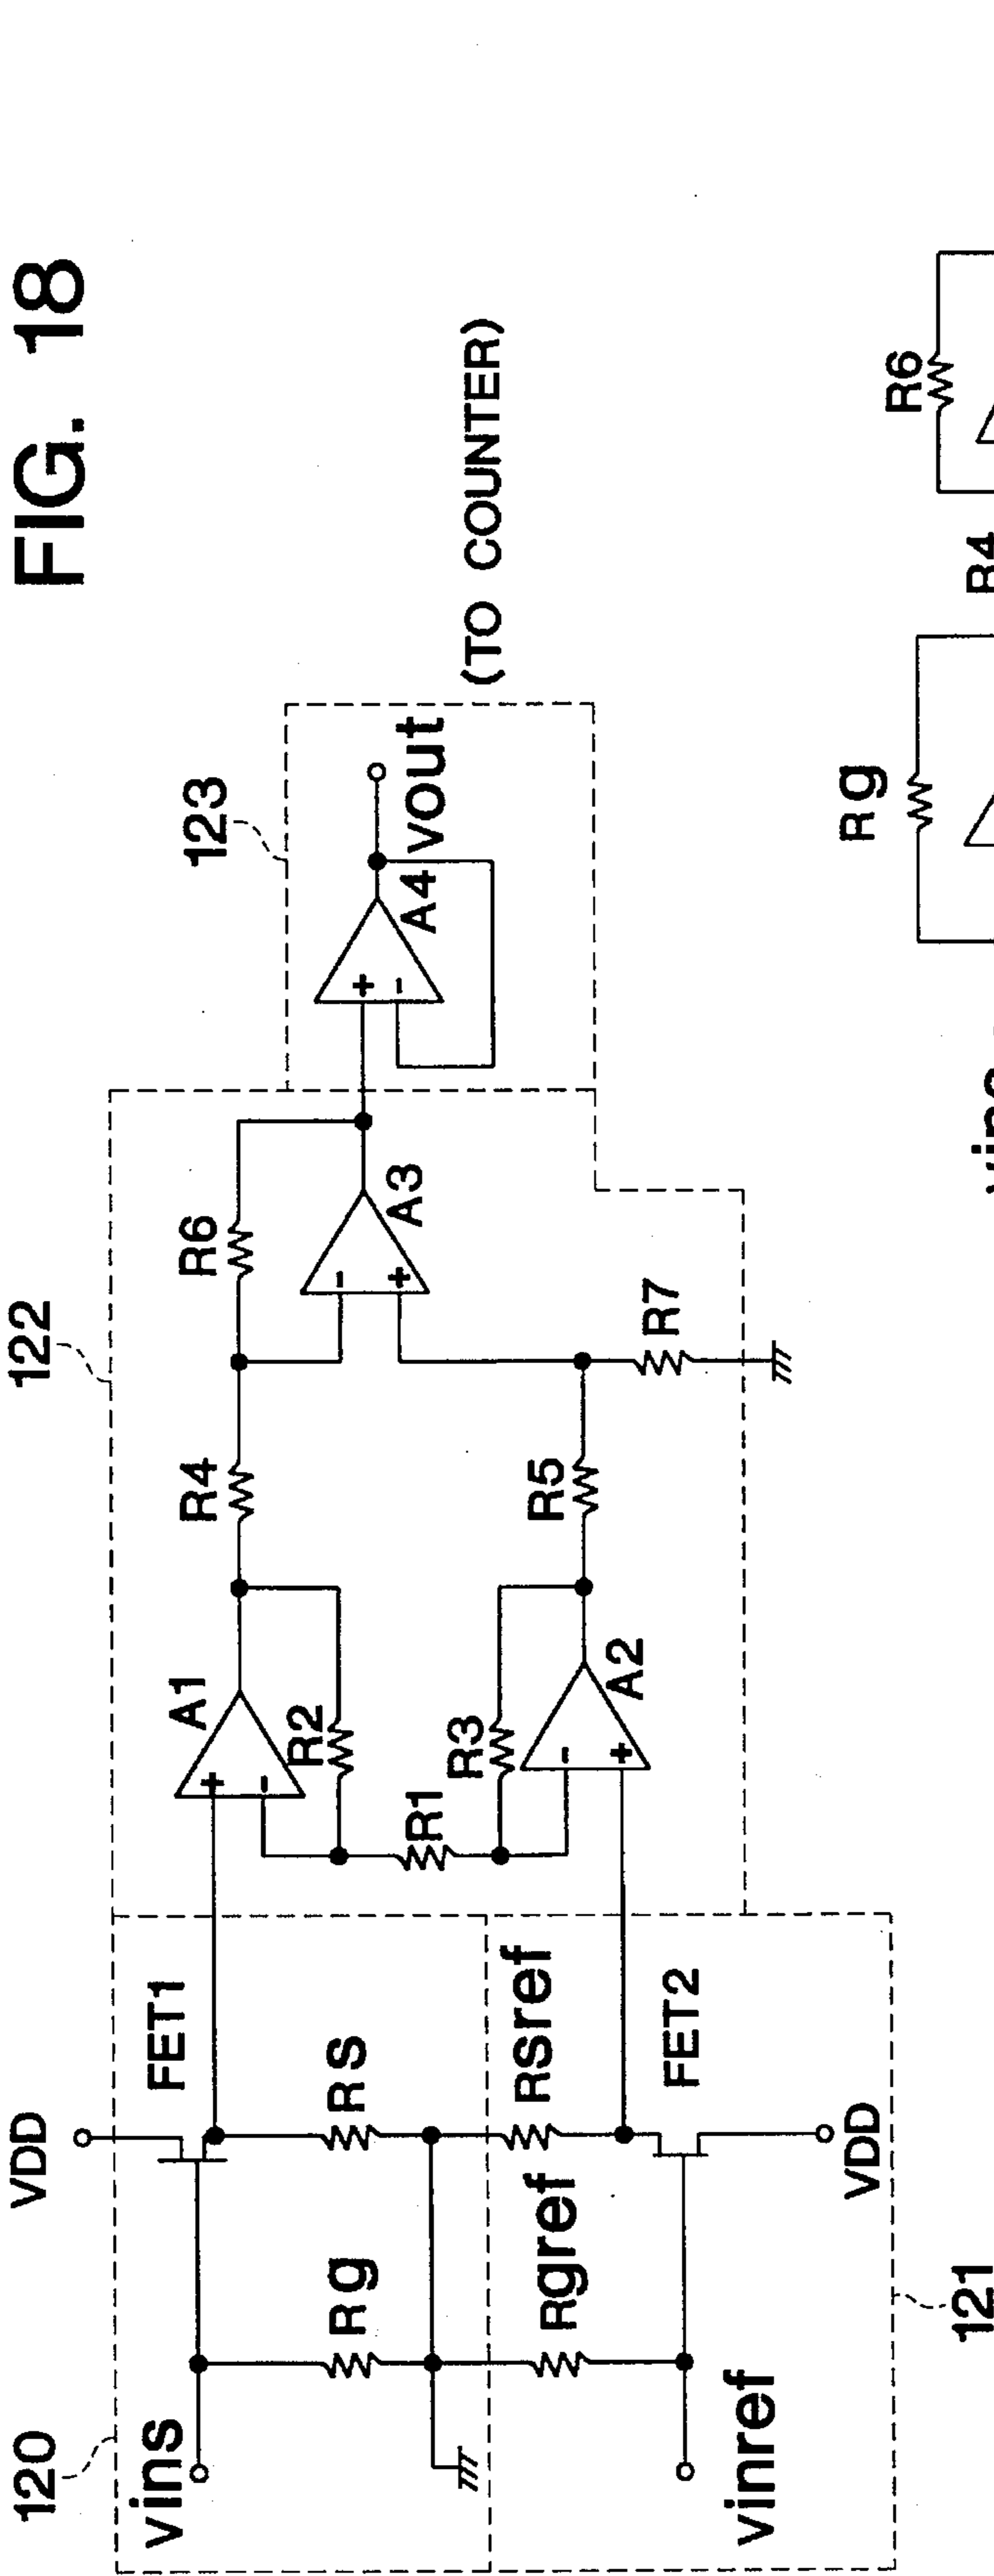 FIG. 18
120
vins
VDD
FET1
Rg
RS
Rgref
RSref
vinref
FET2
VDD
121
122
A1
+
-
R2
R1
R3
-
+
A2
R4
R5
R6
-
+
A3
R7
123
+
-
A4
vout
(TO COUNTER)
Rg
R4
R6